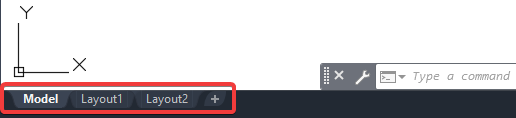 Y
X
Type a command
Model Layout1 Layout2 +